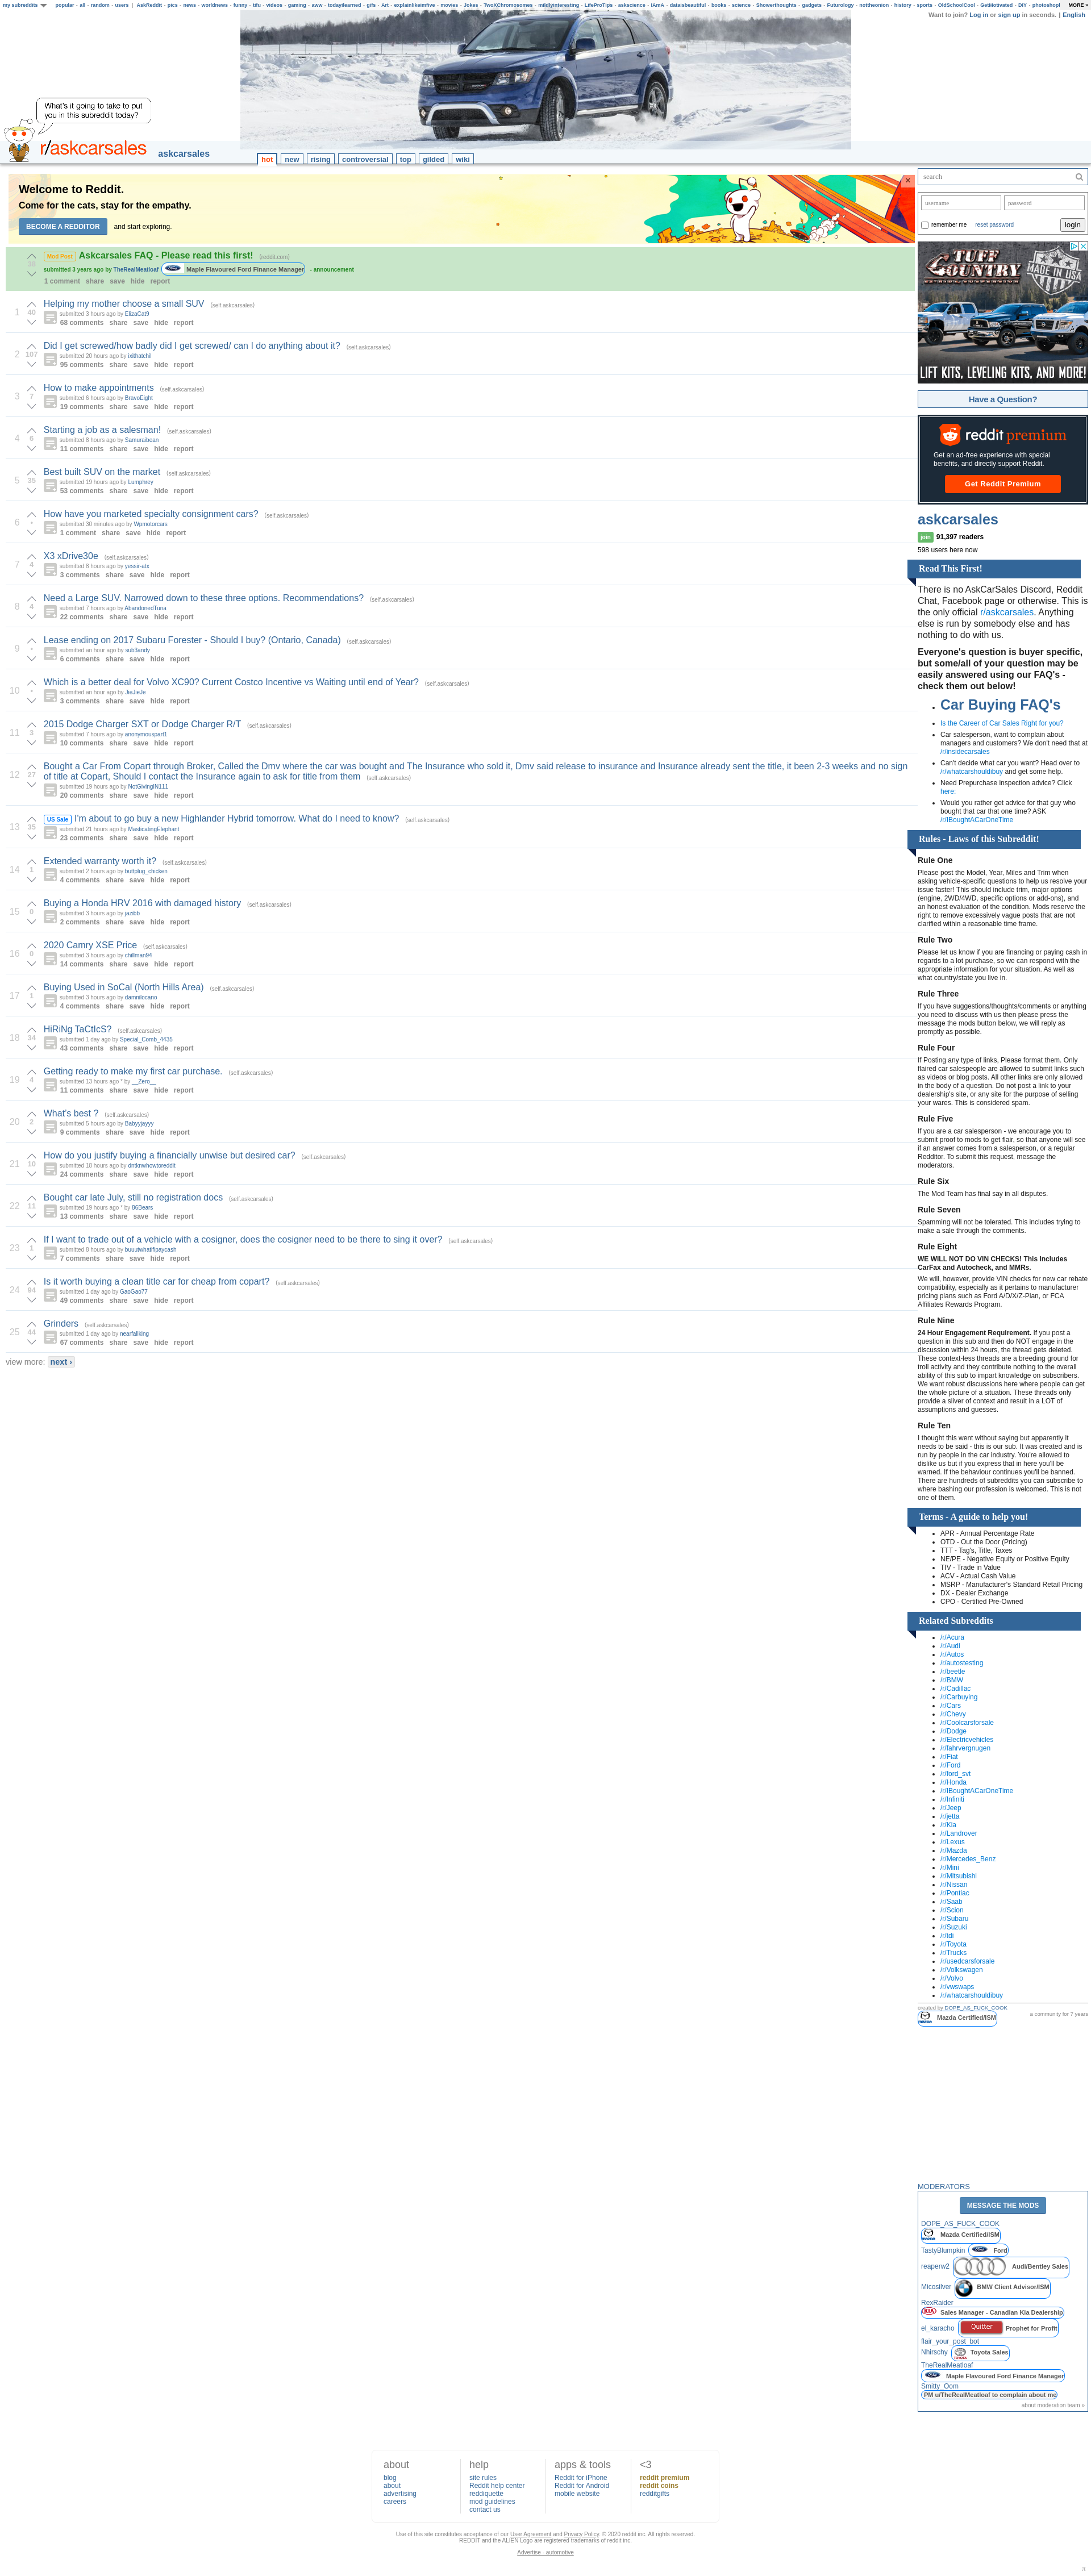 my subreddits popular - all - random - users | AskReddit - pics - news - worldnews - funny - tifu - videos - gaming - aww - todayilearned - gifs - Art - explainlikeimfive - movies - Jokes - TwoXChromosomes - mildlyinteresting - LifeProTips - askscience - IAmA - dataisbeautiful - books - science - Showerthoughts - gadgets - Futurology - nottheonion - history - sports - OldSchoolCool - GetMotivated - DIY - photoshopl MORE »
Want to join? Log in or sign up in seconds. | English
What's it going to take to put
you in this subreddit today?
r/askcarsales askcarsales hot new rising controversial top gilded wiki
Welcome to Reddit.
Come for the cats, stay for the empathy.
BECOME A REDDITOR and start exploring.
Mod Post Askcarsales FAQ - Please read this first! (reddit.com)
submitted 3 years ago by TheRealMeatloaf Maple Flavoured Ford Finance Manager - announcement
1 comment share save hide report
1 40 Helping my mother choose a small SUV (self.askcarsales)
submitted 3 hours ago by ElizaCat9
68 comments share save hide report
2 107 Did I get screwed/how badly did I get screwed/ can I do anything about it? (self.askcarsales)
submitted 20 hours ago by ixithatchil
95 comments share save hide report
3 7 How to make appointments (self.askcarsales)
submitted 6 hours ago by BravoEight
19 comments share save hide report
4 6 Starting a job as a salesman! (self.askcarsales)
submitted 8 hours ago by Samuraibean
11 comments share save hide report
5 35 Best built SUV on the market (self.askcarsales)
submitted 19 hours ago by Lumphrey
53 comments share save hide report
6 • How have you marketed specialty consignment cars? (self.askcarsales)
submitted 30 minutes ago by Wpmotorcars
1 comment share save hide report
7 4 X3 xDrive30e (self.askcarsales)
submitted 8 hours ago by yessir-atx
3 comments share save hide report
8 4 Need a Large SUV. Narrowed down to these three options. Recommendations? (self.askcarsales)
submitted 7 hours ago by AbandonedTuna
22 comments share save hide report
9 • Lease ending on 2017 Subaru Forester - Should I buy? (Ontario, Canada) (self.askcarsales)
submitted an hour ago by sub3andy
6 comments share save hide report
10 • Which is a better deal for Volvo XC90? Current Costco Incentive vs Waiting until end of Year? (self.askcarsales)
submitted an hour ago by JieJieJe
3 comments share save hide report
11 3 2015 Dodge Charger SXT or Dodge Charger R/T (self.askcarsales)
submitted 7 hours ago by anonymouspart1
10 comments share save hide report
12 27 Bought a Car From Copart through Broker, Called the Dmv where the car was bought and The Insurance who sold it, Dmv said release to insurance and Insurance already sent the title, it been 2-3 weeks and no sign
of title at Copart, Should I contact the Insurance again to ask for title from them (self.askcarsales)
submitted 19 hours ago by NotGivingIN111
20 comments share save hide report
13 35 US Sale I'm about to go buy a new Highlander Hybrid tomorrow. What do I need to know? (self.askcarsales)
submitted 21 hours ago by MasticatingElephant
23 comments share save hide report
14 1 Extended warranty worth it? (self.askcarsales)
submitted 2 hours ago by buttplug_chicken
4 comments share save hide report
15 0 Buying a Honda HRV 2016 with damaged history (self.askcarsales)
submitted 3 hours ago by jazibb
2 comments share save hide report
16 0 2020 Camry XSE Price (self.askcarsales)
submitted 3 hours ago by chillman94
14 comments share save hide report
17 1 Buying Used in SoCal (North Hills Area) (self.askcarsales)
submitted 3 hours ago by damnilocano
4 comments share save hide report
18 34 HiRiNg TaCtIcS? (self.askcarsales)
submitted 1 day ago by Special_Comb_4435
43 comments share save hide report
19 4 Getting ready to make my first car purchase. (self.askcarsales)
submitted 13 hours ago * by __Zero__
11 comments share save hide report
20 2 What's best ? (self.askcarsales)
submitted 5 hours ago by Babyyjayyy
9 comments share save hide report
21 10 How do you justify buying a financially unwise but desired car? (self.askcarsales)
submitted 18 hours ago by dntknwhowtoreddit
24 comments share save hide report
22 11 Bought car late July, still no registration docs (self.askcarsales)
submitted 19 hours ago * by 86Bears
13 comments share save hide report
23 1 If I want to trade out of a vehicle with a cosigner, does the cosigner need to be there to sing it over? (self.askcarsales)
submitted 8 hours ago by buuutwhatifipaycash
7 comments share save hide report
24 94 Is it worth buying a clean title car for cheap from copart? (self.askcarsales)
submitted 1 day ago by GaoGao77
49 comments share save hide report
25 44 Grinders (self.askcarsales)
submitted 1 day ago by nearfallking
67 comments share save hide report
view more: next ›
search
username password
remember me reset password login
TUFF COUNTRY MADE IN USA
LIFT KITS, LEVELING KITS, AND MORE!
Have a Question?
reddit premium
Get an ad-free experience with special
benefits, and directly support Reddit.
Get Reddit Premium
askcarsales
join 91,397 readers
598 users here now
Read This First!
There is no AskCarSales Discord, Reddit
Chat, Facebook page or otherwise. This is
the only official r/askcarsales. Anything
else is run by somebody else and has
nothing to do with us.
Everyone's question is buyer specific,
but some/all of your question may be
easily answered using our FAQ's -
check them out below!
Car Buying FAQ's
Is the Career of Car Sales Right for you?
Car salesperson, want to complain about
managers and customers? We don't need that at
/r/insidecarsales
Can't decide what car you want? Head over to
/r/whatcarshouldibuy and get some help.
Need Prepurchase inspection advice? Click
here:
Would you rather get advice for that guy who
bought that car that one time? ASK
/r/IBoughtACarOneTime
Rules - Laws of this Subreddit!
Rule One
Please post the Model, Year, Miles and Trim when
asking vehicle-specific questions to help us resolve your
issue faster! This should include trim, major options
(engine, 2WD/4WD, specific options or add-ons), and
an honest evaluation of the condition. Mods reserve the
right to remove excessively vague posts that are not
clarified within a reasonable time frame.
Rule Two
Please let us know if you are financing or paying cash in
regards to a lot purchase, so we can respond with the
appropriate information for your situation. As well as
what country/state you live in.
Rule Three
If you have suggestions/thoughts/comments or anything
you need to discuss with us then please press the
message the mods button below, we will reply as
promptly as possible.
Rule Four
If Posting any type of links, Please format them. Only
flaired car salespeople are allowed to submit links such
as videos or blog posts. All other links are only allowed
in the body of a question. Do not post a link to your
dealership's site, or any site for the purpose of selling
your wares. This is considered spam.
Rule Five
If you are a car salesperson - we encourage you to
submit proof to mods to get flair, so that anyone will see
if an answer comes from a salesperson, or a regular
Redditor. To submit this request, message the
moderators.
Rule Six
The Mod Team has final say in all disputes.
Rule Seven
Spamming will not be tolerated. This includes trying to
make a sale through the comments.
Rule Eight
WE WILL NOT DO VIN CHECKS! This Includes
CarFax and Autocheck, and MMRs.
We will, however, provide VIN checks for new car rebate
compatibility, especially as it pertains to manufacturer
pricing plans such as Ford A/D/X/Z-Plan, or FCA
Affiliates Rewards Program.
Rule Nine
24 Hour Engagement Requirement. If you post a
question in this sub and then do NOT engage in the
discussion within 24 hours, the thread gets deleted.
These context-less threads are a breeding ground for
troll activity and they contribute nothing to the overall
effort of this sub and community outlook on subscribers.
We want robust discussions here where people can get
the whole picture of a situation. These threads only
provide a sliver of context and result in a LOT of
assumptions and guesses.
Rule Ten
I thought this went without saying but apparently it
needs to be said - this is our sub. It was created and is
run by people in the car industry. You're allowed to
dislike us but if you express that in here you'll be
warned. If the behaviour continues you'll be banned.
There are hundreds of subreddits you can subscribe to
where bashing our profession is welcomed. This is not
one of them.
Terms - A guide to help you!
APR - Annual Percentage Rate
OTD - Out the Door (Pricing)
TTT - Tag's, Title, Taxes
NE/PE - Negative Equity or Positive Equity
TIV - Trade in Value
ACV - Actual Cash Value
MSRP - Manufacturer's Standard Retail Pricing
DX - Dealer Exchange
CPO - Certified Pre-Owned
Related Subreddits
/r/Acura
/r/Audi
/r/Autos
/r/autostesting
/r/beetle
/r/BMW
/r/Cadillac
/r/Carbuying
/r/Cars
/r/Chevy
/r/Coolcarsforsale
/r/Dodge
/r/Electricvehicles
/r/fahrvergnugen
/r/Fiat
/r/Ford
/r/ford_svt
/r/Honda
/r/IBoughtACarOneTime
/r/Infiniti
/r/Jeep
/r/jetta
/r/Kia
/r/Landrover
/r/Lexus
/r/Mazda
/r/Mercedes_Benz
/r/Mini
/r/Mitsubishi
/r/Nissan
/r/Pontiac
/r/Saab
/r/Scion
/r/Subaru
/r/Suzuki
/r/tdi
/r/Toyota
/r/Trucks
/r/usedcarsforsale
/r/Volkswagen
/r/Volvo
/r/vwswaps
/r/whatcarshouldibuy
created by DOPE_AS_FUCK_COOK
Mazda Certified/ISM a community for 7 years
MODERATORS
MESSAGE THE MODS
DOPE_AS_FUCK_COOK
Mazda Certified/ISM
TastyBlumpkin Ford
reaperw2 Audi/Bentley Sales
Micosilver BMW Client Advisor/ISM
RexRaider
KIA Sales Manager - Canadian Kia Dealership
el_karacho Quitter Prophet for Profit
flair_your_post_bot
Nhirschy Toyota Sales
TheRealMeatloaf
Maple Flavoured Ford Finance Manager
Smitty_Oom
PM u/TheRealMeatloaf to complain about me
about moderation team »
about help apps & tools <3
blog site rules Reddit for iPhone reddit premium
about Reddit help center Reddit for Android reddit coins
advertising reddiquette mobile website redditgifts
careers mod guidelines
contact us
Use of this site constitutes acceptance of our User Agreement and Privacy Policy. © 2020 reddit inc. All rights reserved.
REDDIT and the ALIEN Logo are registered trademarks of reddit inc.
Advertise - automotive